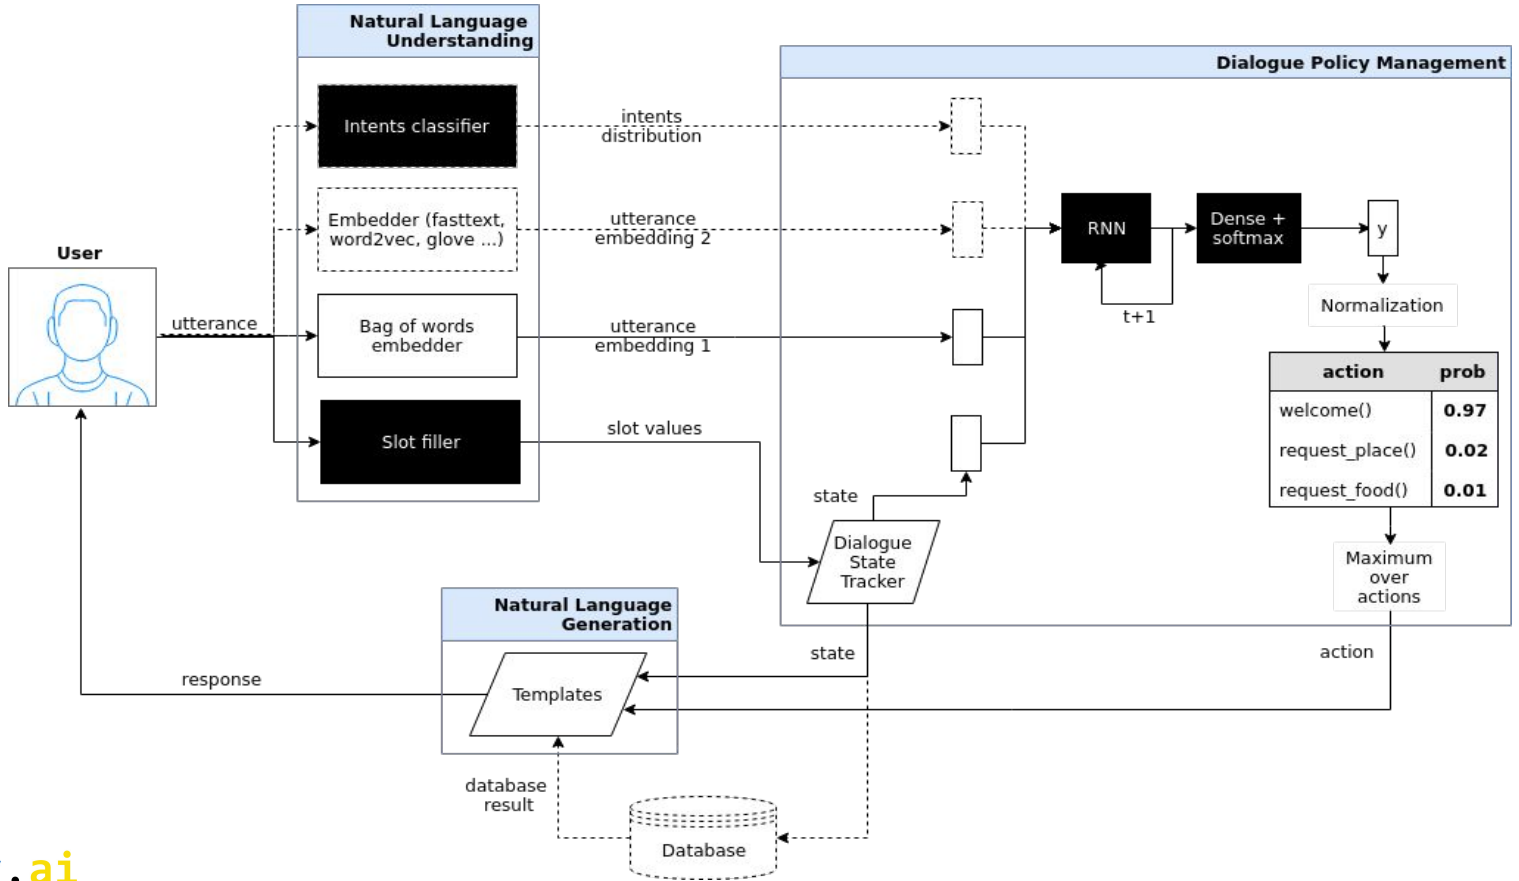 Natural Language
Understanding
Dialogue Policy Management
Intents classifier
intents
distribution
Embedder (fasttext,
word2vec, glove ...)
utterance
embedding 2
RNN
Dense +
softmax
y
User
utterance
Bag of words
embedder
utterance
embedding 1
t+1
Normalization
action prob
welcome() 0.97
request_place() 0.02
request_food() 0.01
Slot filler
slot values
state
Dialogue
State
Tracker
Maximum
over
actions
Natural Language
Generation
state
action
response
Templates
database
result
Database
.ai